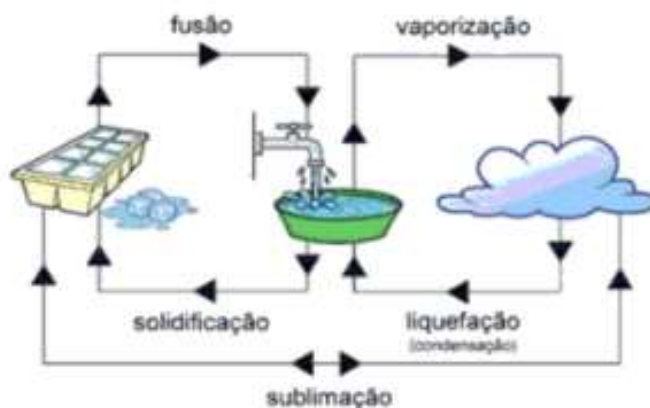 fusão
vaporização
solidificação
liquefação
(condensação)
sublimação